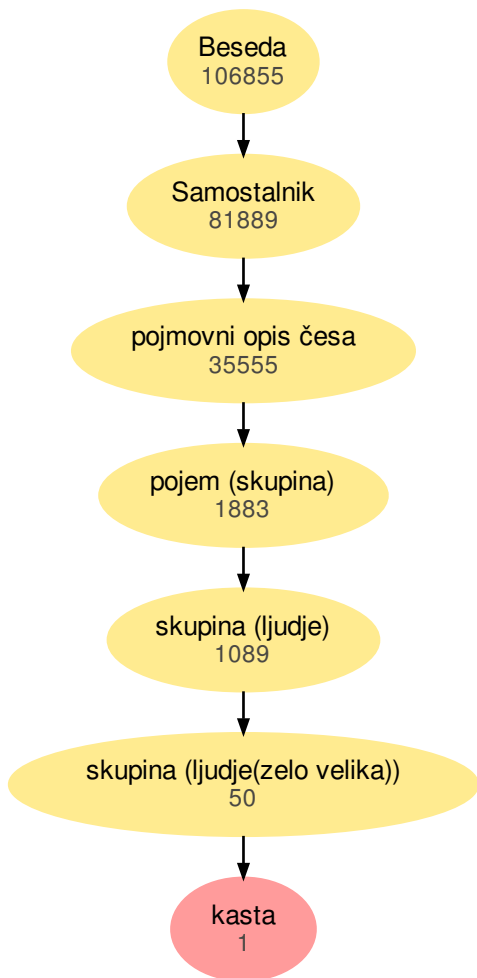 Beseda
106855
Samostalnik
81889
pojmovni opis česa
35555
pojem (skupina)
1883
skupina (ljudje)
1089
skupina (ljudje(zelo velika))
50
kasta
1